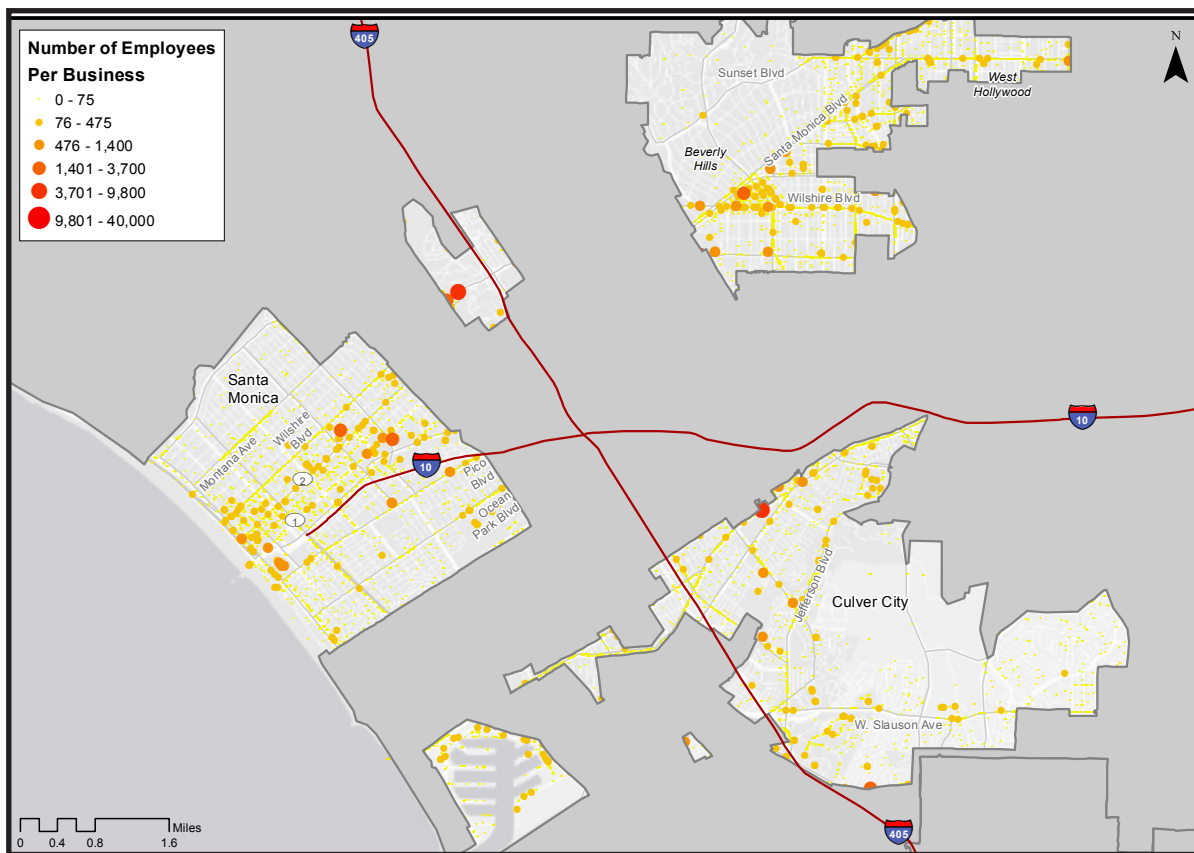 Number of Employees
Per Business
0 - 75
76 - 475
476 - 1,400
1,401 - 3,700
3,701 - 9,800
9,801 - 40,000
405
N
Sunset Blvd
West
Hollywood
Santa Monica Blvd
Beverly
Hills
Wilshire Blvd
Santa
Monica
10
Wilshire
Blvd
Montana Ave
10
Pico
Blvd
2
Ocean
Park Blvd
1
Jefferson Blvd
Culver City
W. Slauson Ave
Miles
0 0.4 0.8 1.6
405